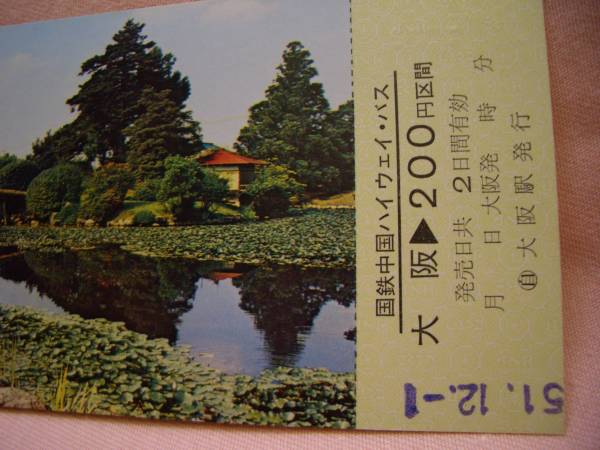 国鉄中国ハイウェイ・バス
大阪▶200円区間
発売日共 2日間有効
月 日 大阪発 時 分
自 大阪駅発行
51.12.-1